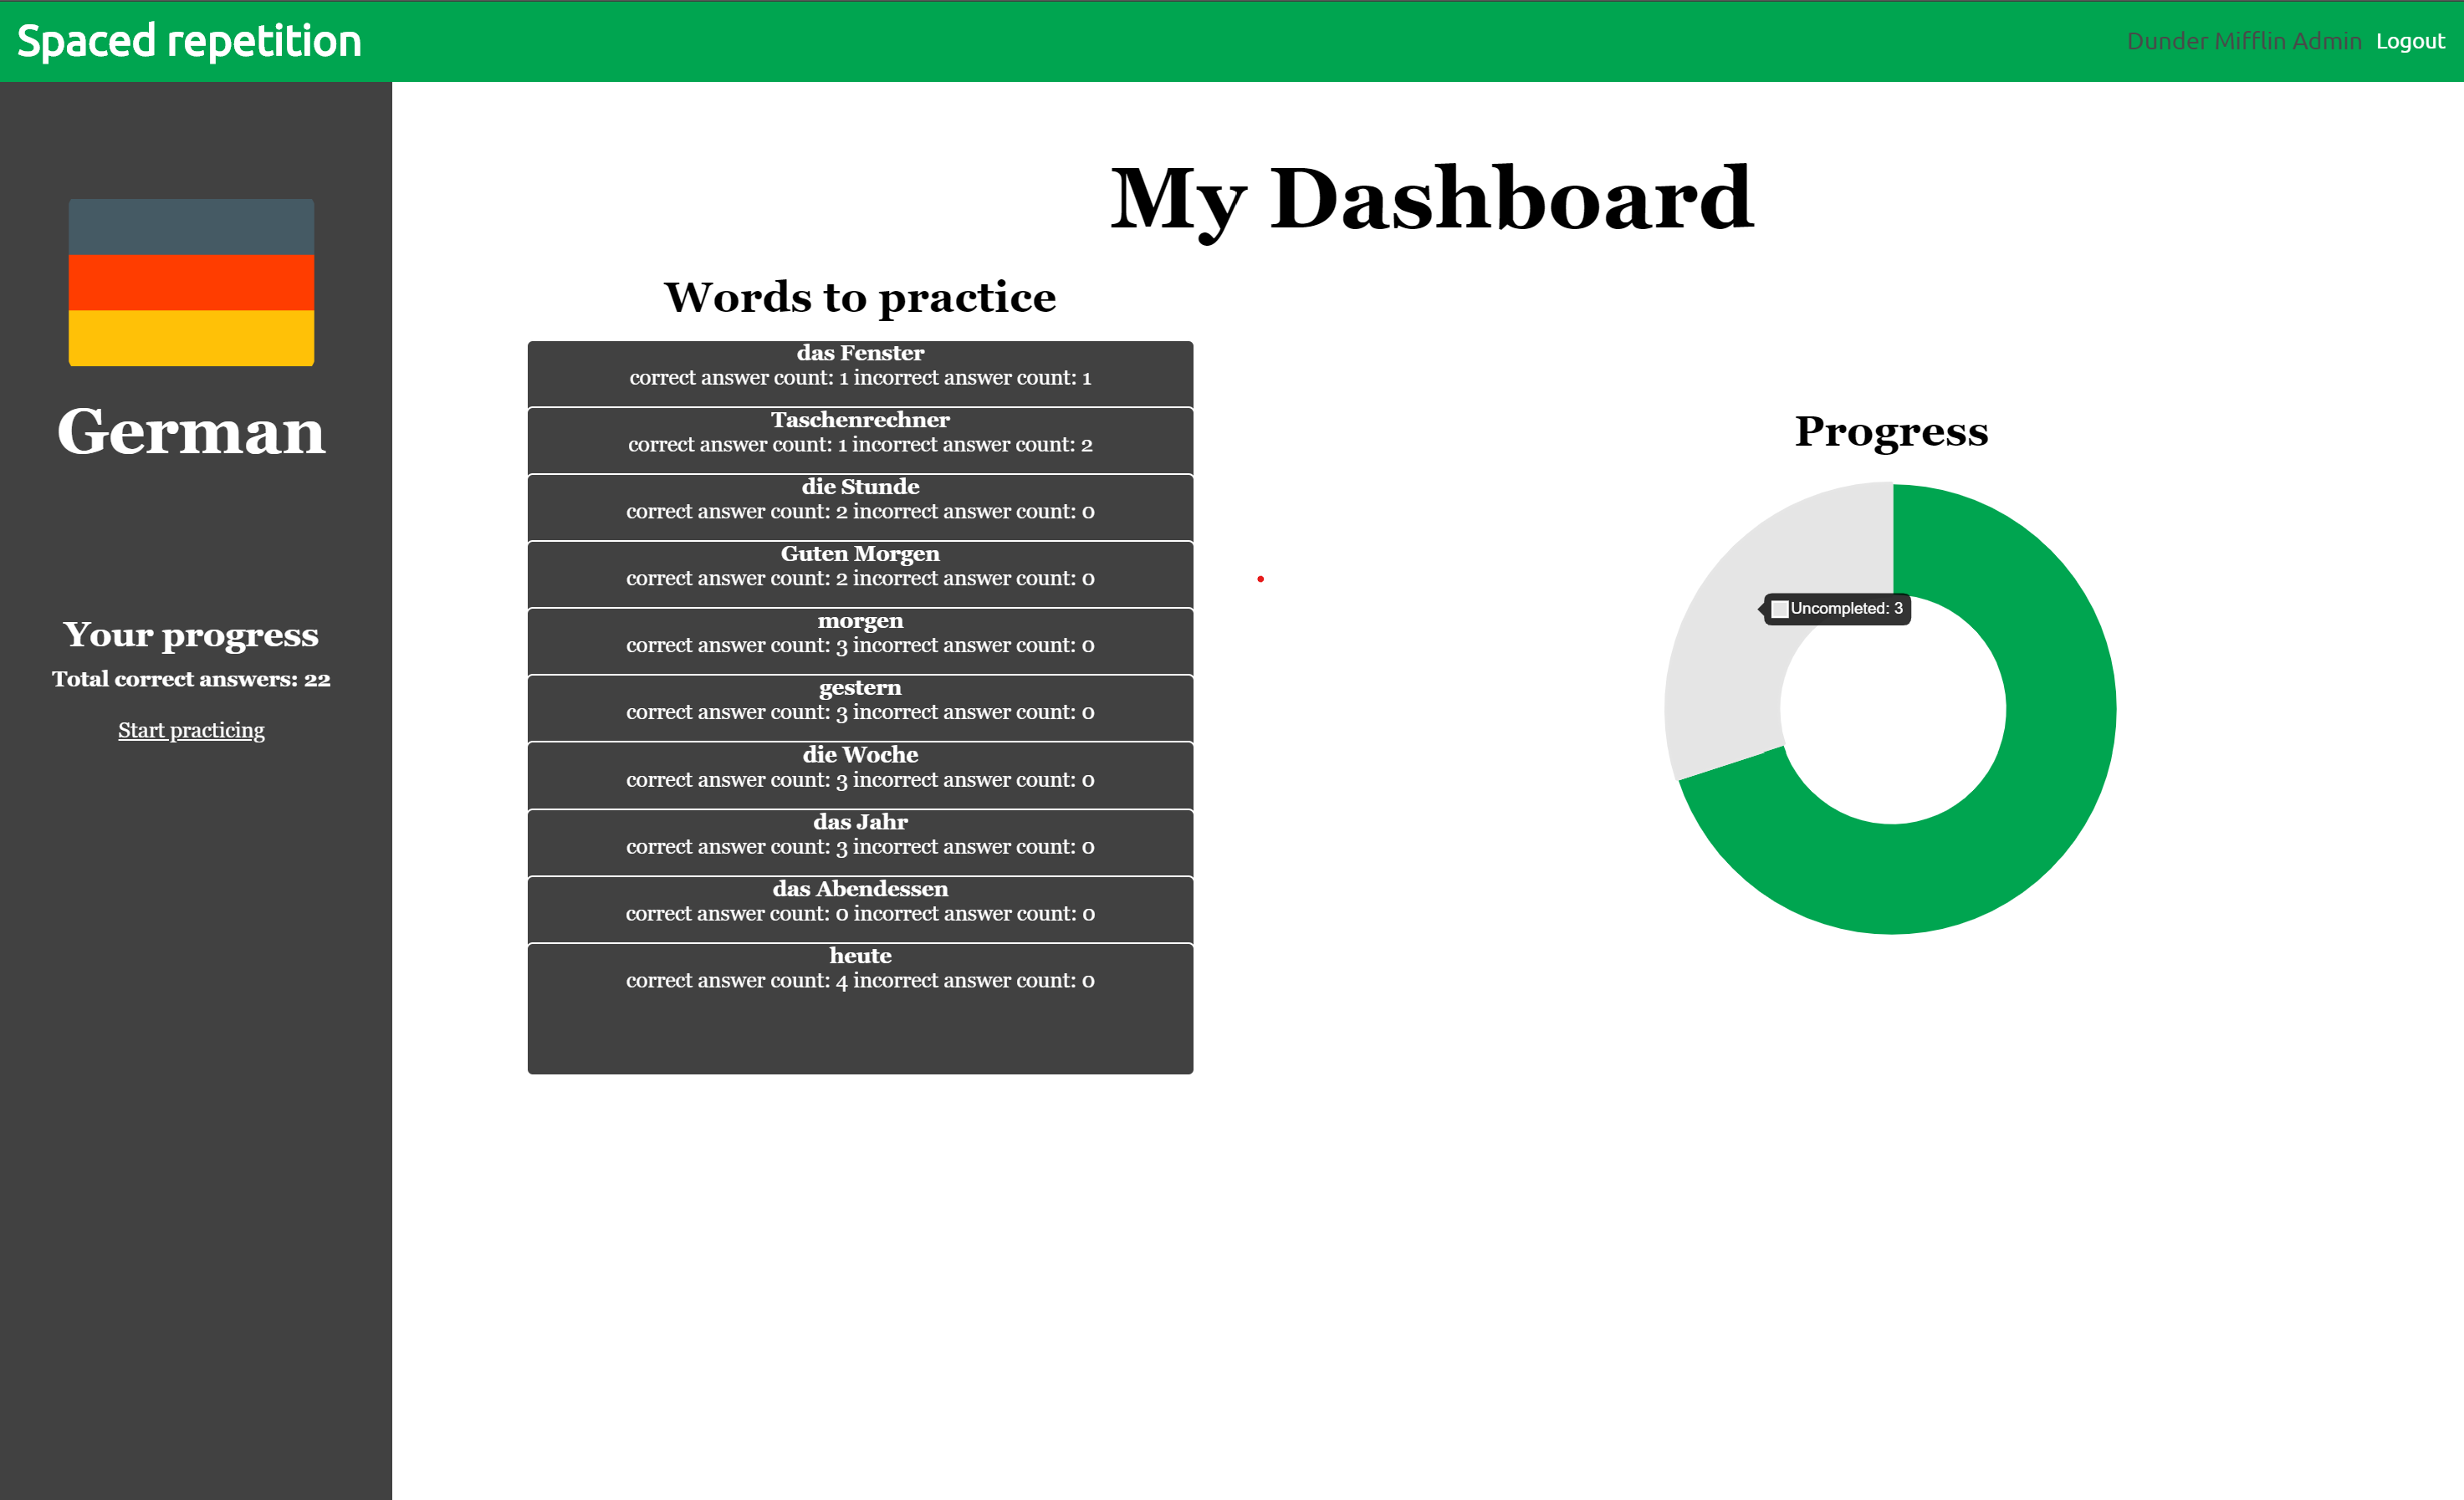 Spaced repetition
Dunder Mifflin Admin Logout
German
Your progress
Total correct answers: 22
Start practicing
My Dashboard
Words to practice
das Fenster
correct answer count: 1 incorrect answer count: 1
Taschenrechner
correct answer count: 1 incorrect answer count: 2
die Stunde
correct answer count: 2 incorrect answer count: 0
Guten Morgen
correct answer count: 2 incorrect answer count: 0
morgen
correct answer count: 3 incorrect answer count: 0
gestern
correct answer count: 3 incorrect answer count: 0
die Woche
correct answer count: 3 incorrect answer count: 0
das Jahr
correct answer count: 3 incorrect answer count: 0
das Abendessen
correct answer count: 0 incorrect answer count: 0
heute
correct answer count: 4 incorrect answer count: 0
Progress
Uncompleted: 3